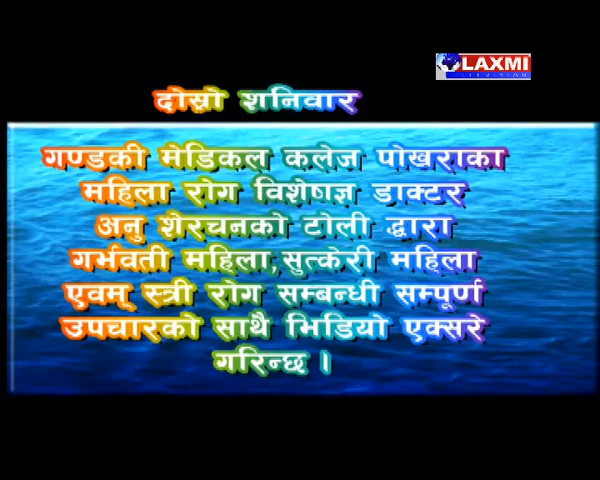 LAXMI
TELEVISION
दोस्रो शनिवार
गण्डकी मेडिकल कलेज पोखराका
महिला रोग विशेषज्ञ डाक्टर
अनु शेरचनको टोली द्वारा
गर्भवती महिला,सुत्केरी महिला
एवम् स्त्री रोग सम्बन्धी सम्पूर्ण
उपचारको साथै भिडियो एक्सरे
गरिन्छ ।